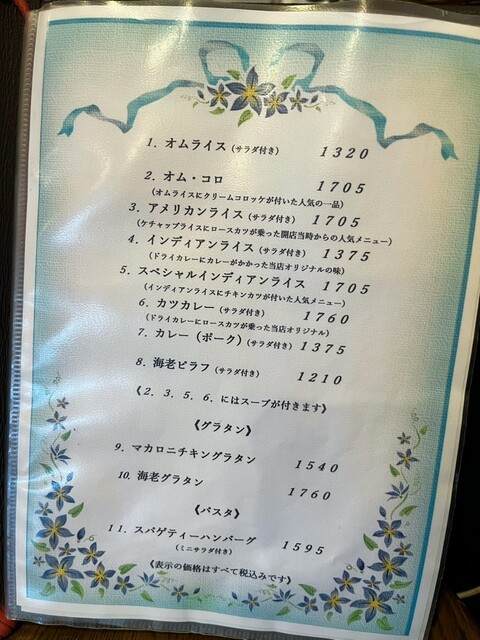 1. オムライス (サラダ付き) 1320
2. オム・コロ 1705
(オムライスにクリームコロッケが付いた人気の一品)
3. アメリカンライス (サラダ付き) 1705
(ケチャップライスにロースカツが乗った開店当時からの人気メニュー)
4. インディアンライス (サラダ付き) 1375
(ドライカレーにカレーがかかった当店オリジナルの味)
5. スペシャルインディアンライス 1705
(インディアンライスにチキンカツが付いた人気メニュー)
6. カツカレー (サラダ付き) 1760
(ドライカレーにロースカツが乗った当店オリジナル)
7. カレー (ポーク) (サラダ付き) 1375
8. 海老ピラフ (サラダ付き) 1210
《2. 3. 5. 6. にはスープが付きます》
《グラタン》
9. マカロニチキングラタン 1540
10. 海老グラタン 1760
《パスタ》
11. スパゲティーハンバーグ 1595
(ミニサラダ付き)
《表示の価格はすべて税込みです》